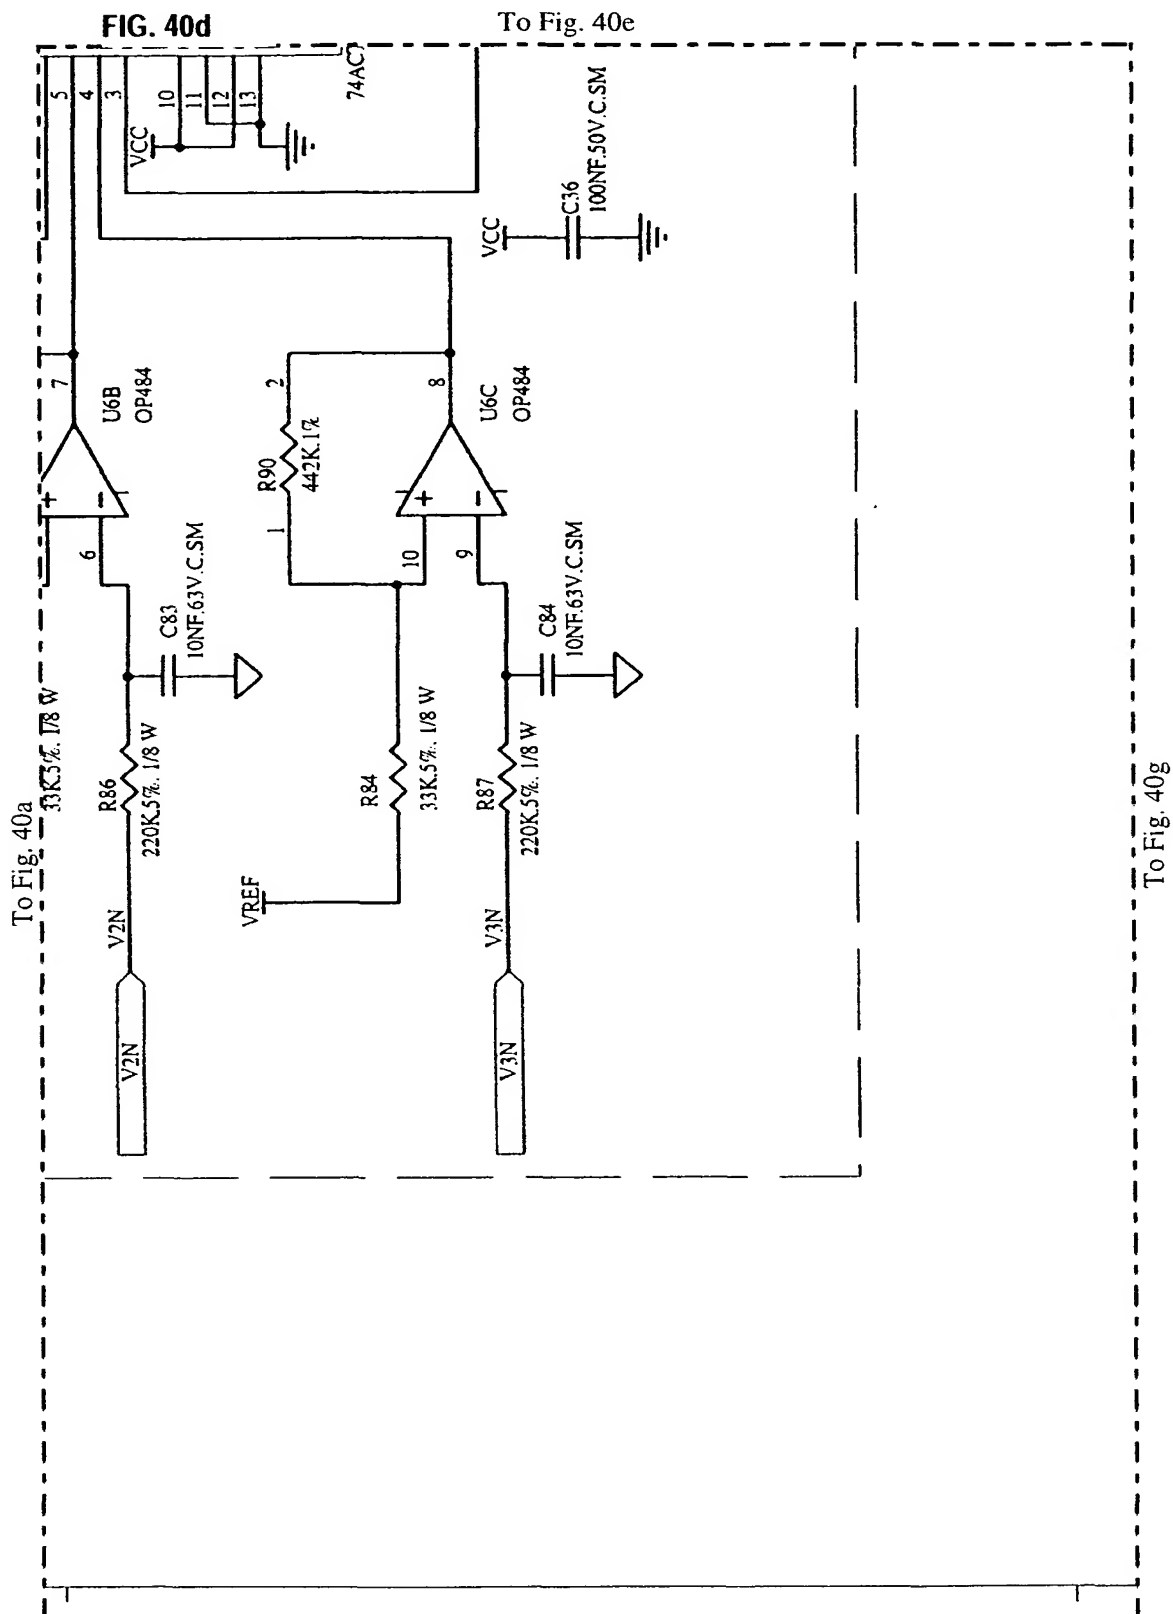 FIG. 40d
To Fig. 40e
5
4
3
10
11
12
13
74AC
VCC
C36
100NF.50V.C.SM
VCC
7
U6B
OP484
2
8
U6C
OP484
R90
442K.1%
+
-
+
-
6
1
10
9
C83
10NF.63V.C.SM
C84
10NF.63V.C.SM
33K.5%. 1/8 W
R86
220K.5%. 1/8 W
R84
33K.5%. 1/8 W
R87
220K.5%. 1/8 W
To Fig. 40a
To Fig. 40g
VREF
V2N
V3N
V2N
V3N